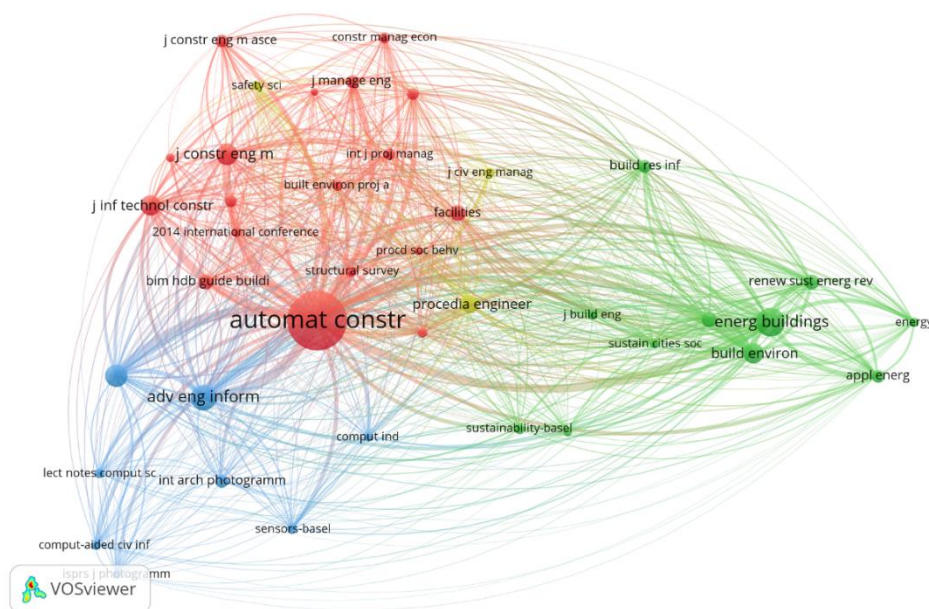 j constr eng m asce
constr manag econ
safety sci
j manage eng
j constr eng m
int j proj manag
j civ eng manag
build res inf
built environ proj a
j inf technol constr
facilities
2014 international conference
procd soc behv
structural survey
bim hdb guide buildi
renew sust energ rev
procedia engineer
automat constr
j build eng
energ buildings
energy
sustain cities soc
build environ
appl energ
adv eng inform
sustainability-basel
comput ind
lect notes comput sc
int arch photogramm
sensors-basel
comput-aided civ inf
isprs j photogramm
VOSviewer